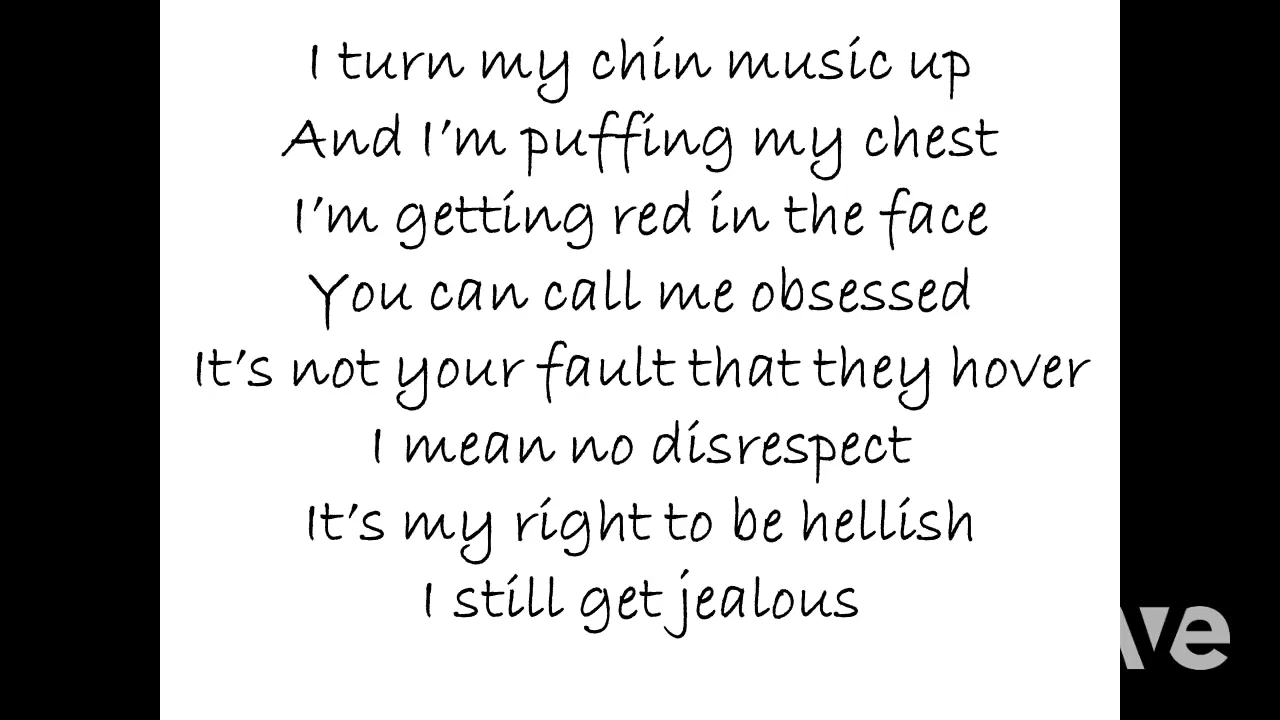 I turn my chin music up
And I'm puffing my chest
I'm getting red in the face
You can call me obsessed
It's not your fault that they hover
I mean no disrespect
It's my right to be hellish
I still get jealous